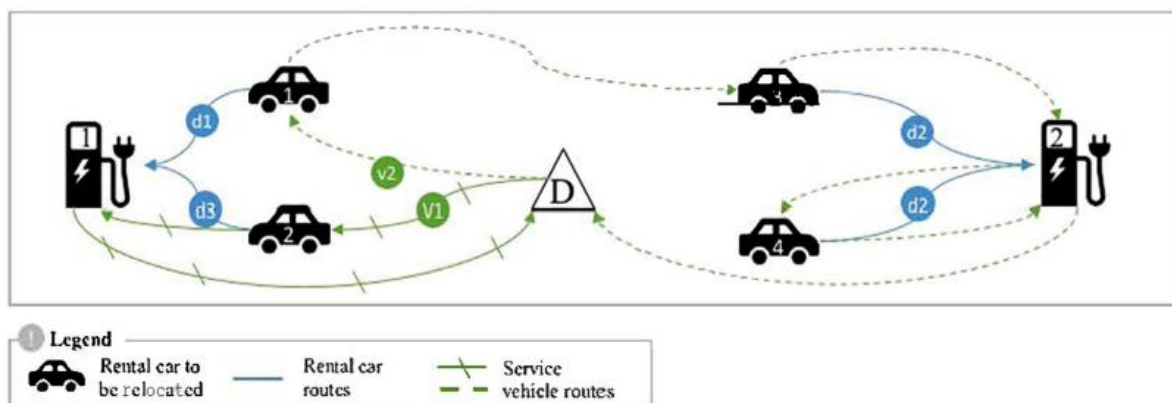 1
1
d1
v2
d3
2
V1
D
3
d2
2
d2
4
! Legend
Rental car to
be relocated
Rental car
routes
Service
vehicle routes